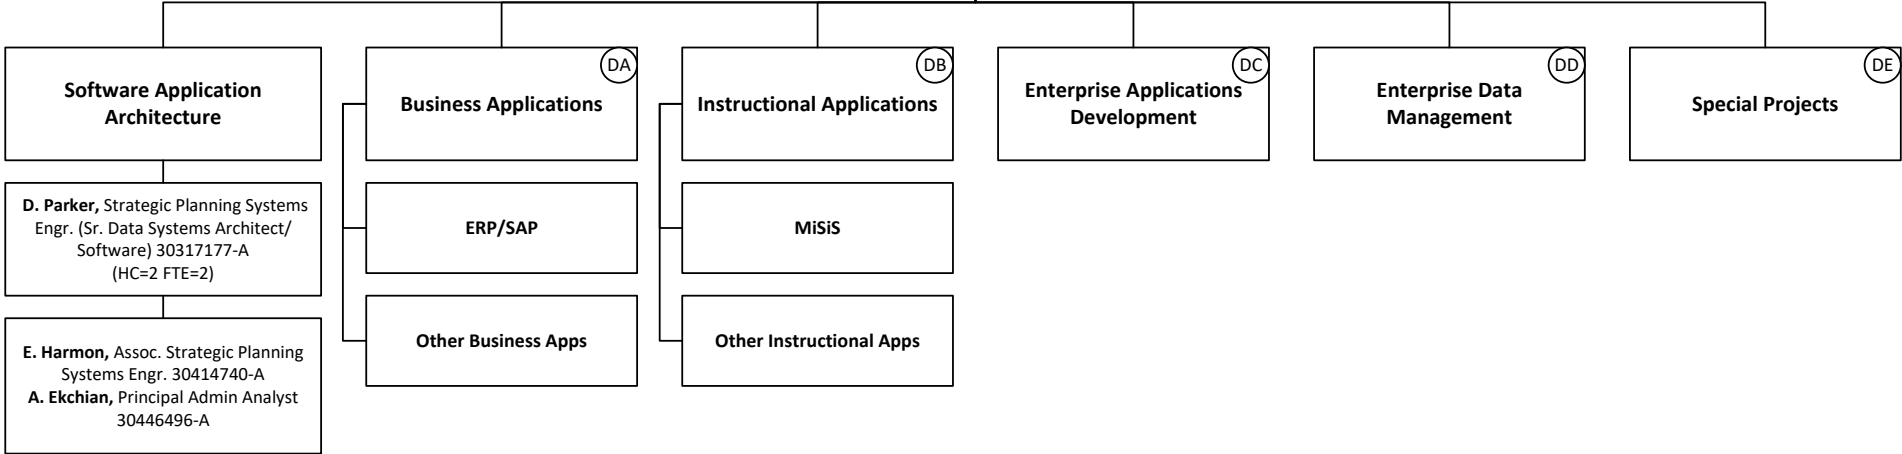 Software Application
Architecture
D. Parker, Strategic Planning Systems
Engr. (Sr. Data Systems Architect/
Software) 30317177-A
(HC=2 FTE=2)
E. Harmon, Assoc. Strategic Planning
Systems Engr. 30414740-A
A. Ekchian, Principal Admin Analyst
30446496-A
DA
Business Applications
ERP/SAP
Other Business Apps
DB
Instructional Applications
MiSiS
Other Instructional Apps
DC
Enterprise Applications
Development
DD
Enterprise Data
Management
DE
Special Projects